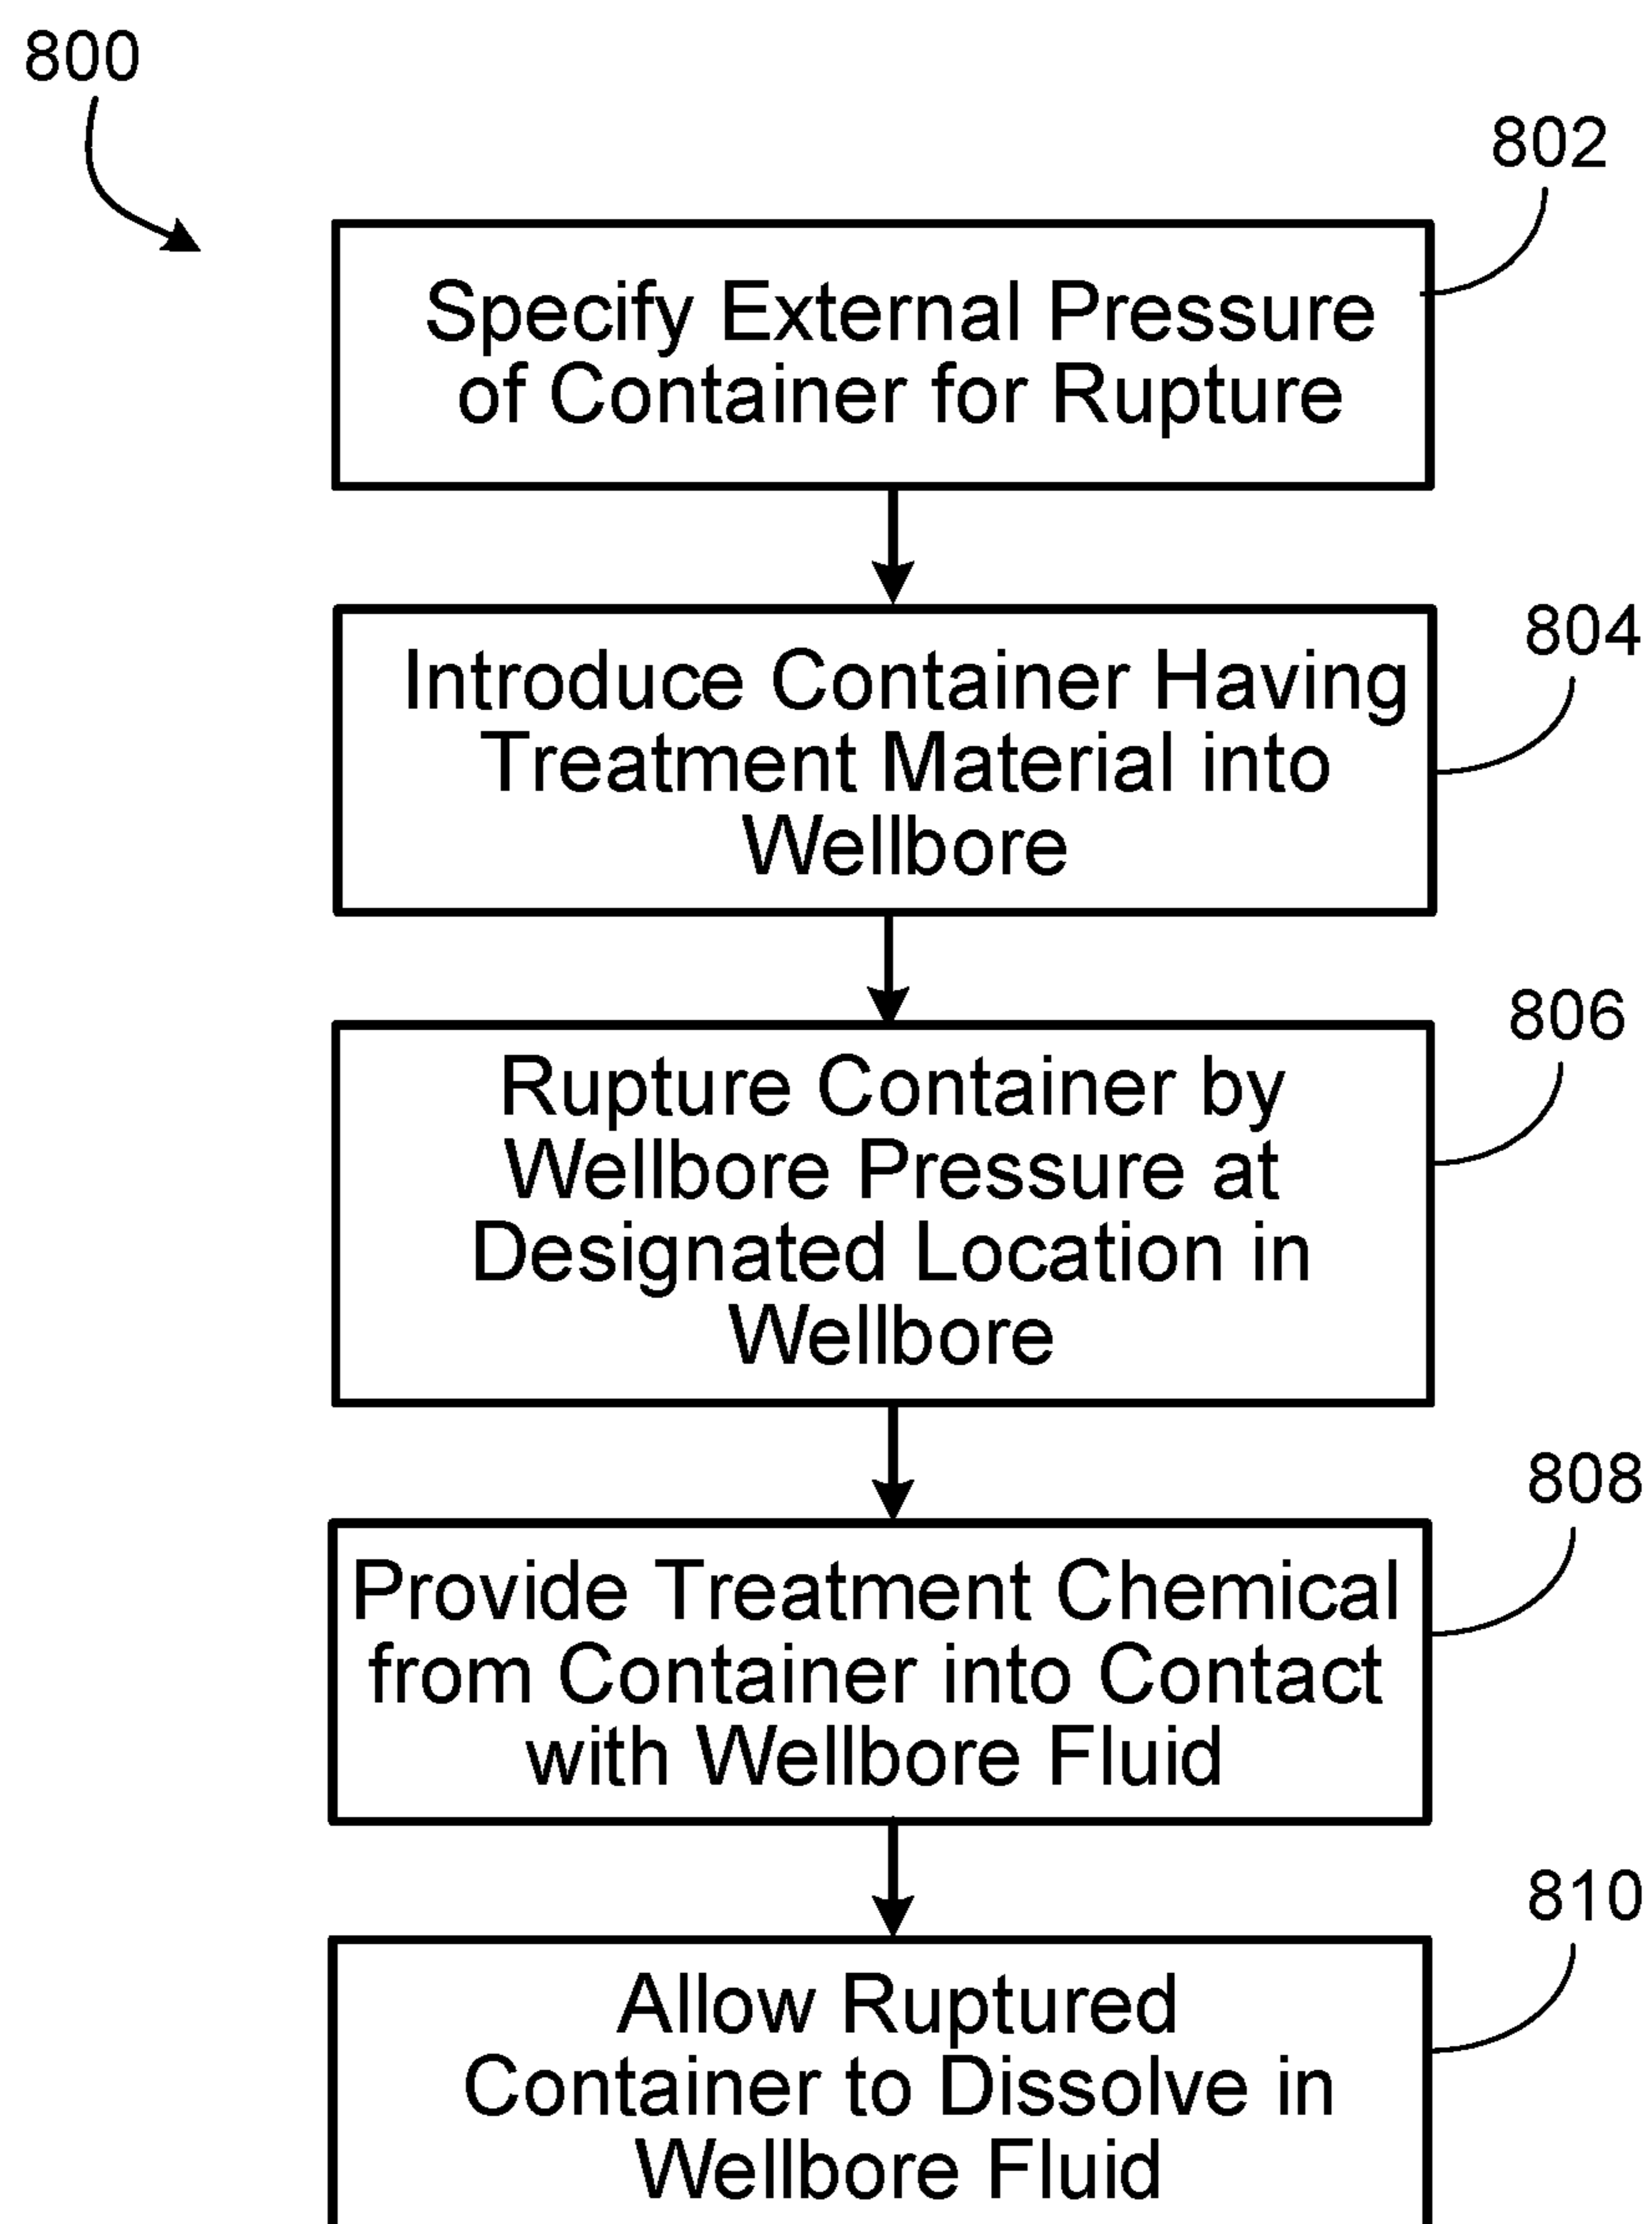 800
802
Specify External Pressure
of Container for Rupture
804
Introduce Container Having
Treatment Material into
Wellbore
806
Rupture Container by
Wellbore Pressure at
Designated Location in
Wellbore
808
Provide Treatment Chemical
from Container into Contact
with Wellbore Fluid
810
Allow Ruptured
Container to Dissolve in
Wellbore Fluid